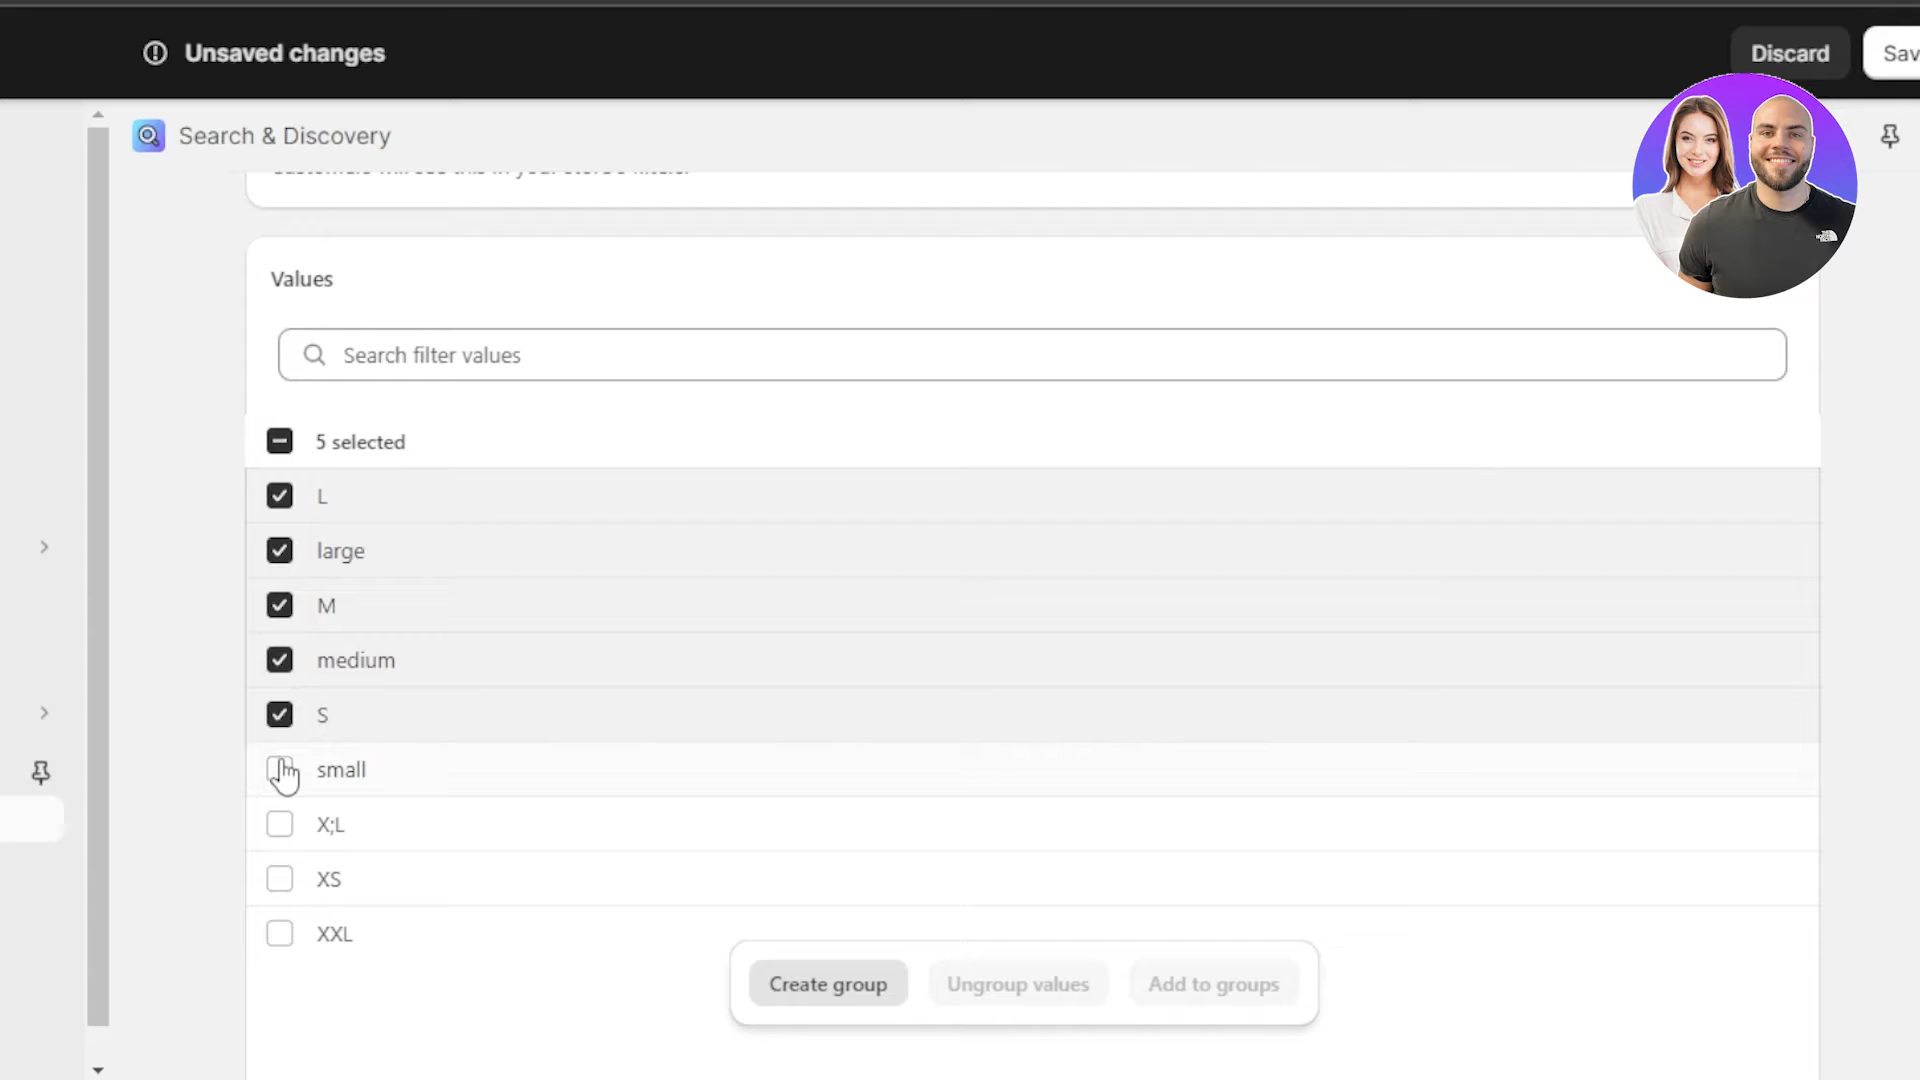 Unsaved changes
Discard
Sav
Search & Discovery
Values
Search filter values
5 selected
L
large
M
medium
S
small
X;L
XS
XXL
Create group
Ungroup values
Add to groups